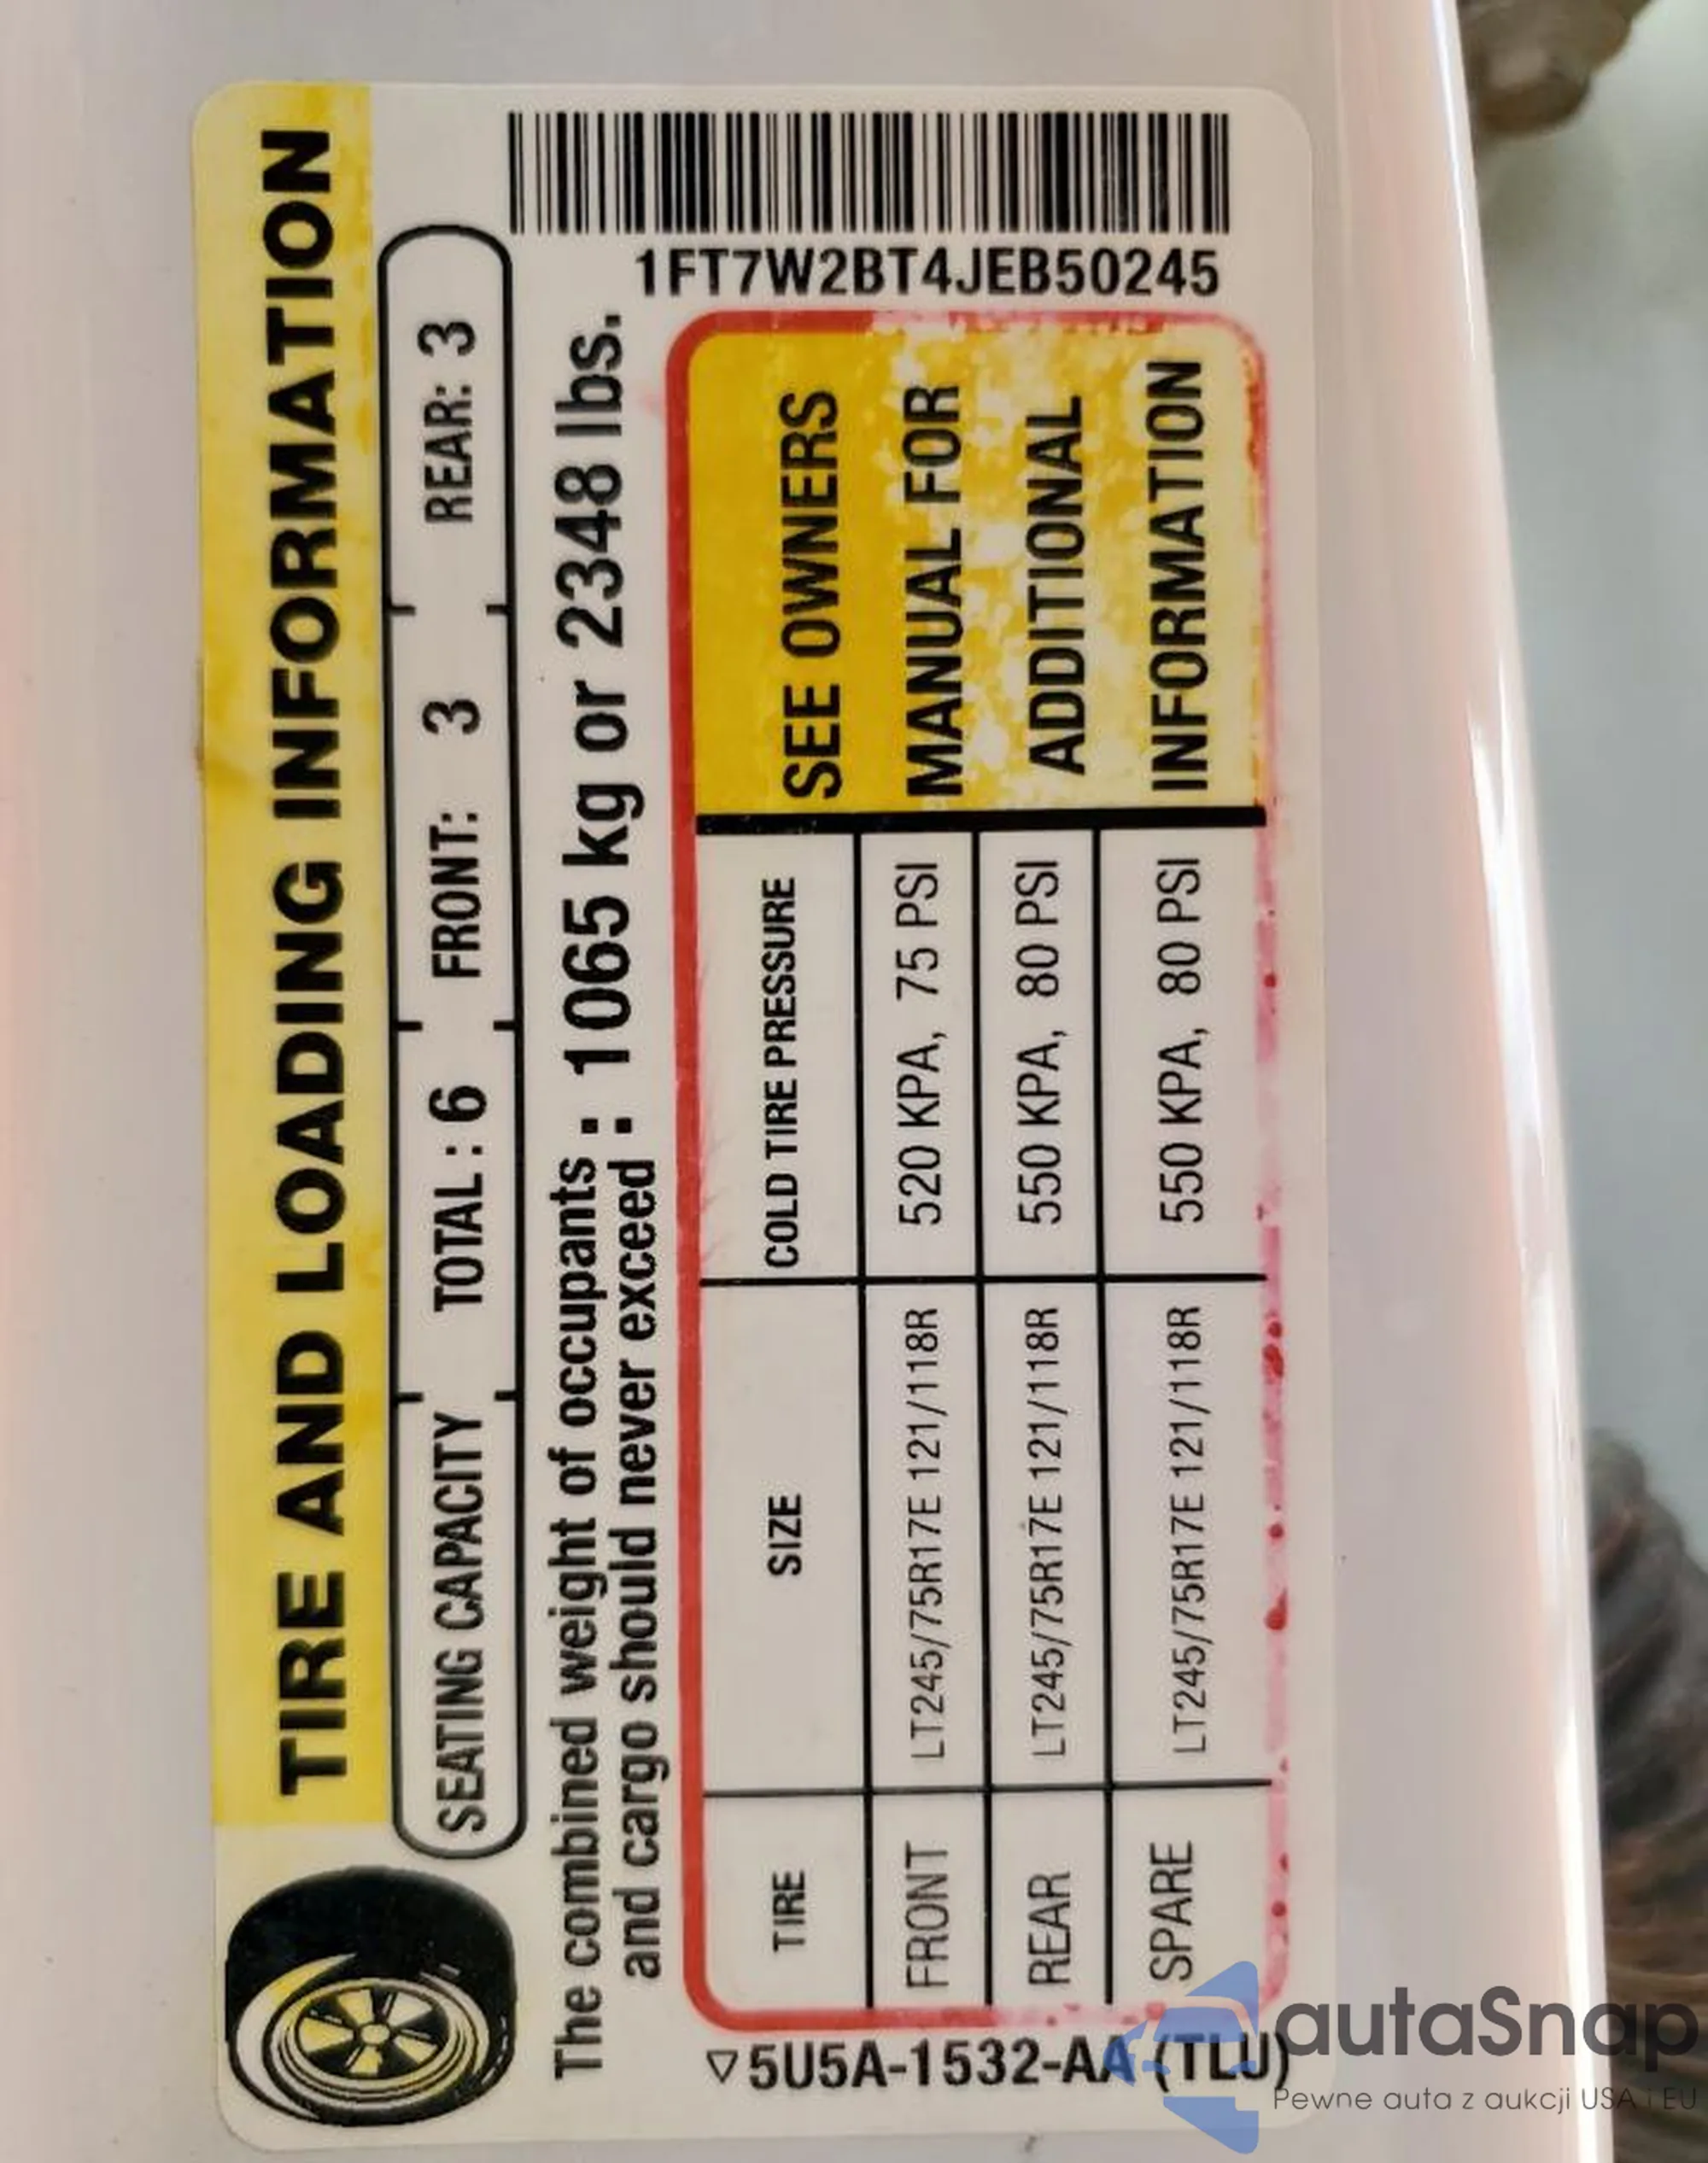 TIRE AND LOADING INFORMATION
SEATING CAPACITY TOTAL : 6 FRONT: 3 REAR: 3
The combined weight of occupants : 1065 kg or 2348 lbs.
and cargo should never exceed :
TIRE SIZE COLD TIRE PRESSURE
FRONT LT245/75R17E 121/118R 520 KPA, 75 PSI
REAR LT245/75R17E 121/118R 550 KPA, 80 PSI
SPARE LT245/75R17E 121/118R 550 KPA, 80 PSI
SEE OWNERS
MANUAL FOR
ADDITIONAL
INFORMATION
1FT7W2BT4JEB50245
5U5A-1532-AA (TLU)
autaSnap
Pewne auta z aukcji USA i EU